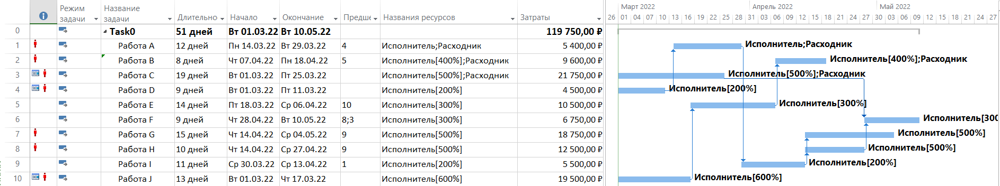 Режим задачи	Название задачи	Длительно	Начало	Окончание	Предше	Названия ресурсов	Затраты
0	Task0	51 дней	Вт 01.03.22	Вт 10.05.22	119 750,00 ₽
1	Работа A	12 дней	Пн 14.03.22	Вт 29.03.22	4	Исполнитель;Расходник	5 400,00 ₽
2	Работа B	8 дней	Чт 07.04.22	Пн 18.04.22	5	Исполнитель[400%];Расходник	9 600,00 ₽
3	Работа C	19 дней	Вт 01.03.22	Пт 25.03.22	Исполнитель[500%];Расходник	21 750,00 ₽
4	Работа D	9 дней	Вт 01.03.22	Пт 11.03.22	Исполнитель[200%]	4 500,00 ₽
5	Работа E	14 дней	Пт 18.03.22	Ср 06.04.22	10	Исполнитель[300%]	10 500,00 ₽
6	Работа F	9 дней	Чт 28.04.22	Вт 10.05.22	8;3	Исполнитель[300%]	6 750,00 ₽
7	Работа G	15 дней	Чт 14.04.22	Ср 04.05.22	9	Исполнитель[500%]	18 750,00 ₽
8	Работа H	10 дней	Чт 14.04.22	Ср 27.04.22	9	Исполнитель[500%]	12 500,00 ₽
9	Работа I	11 дней	Ср 30.03.22	Ср 13.04.22	1	Исполнитель[200%]	5 500,00 ₽
10	Работа J	13 дней	Вт 01.03.22	Чт 17.03.22	Исполнитель[600%]	19 500,00 ₽
Март 2022	Апрель 2022	Май 2022
26	01	04	07	10	13	16	19	22	25	28	31	03	06	09	12	15	18	21	24	27	30	03	06	09	12	15	18	21	24	27
Исполнитель;Расходник
Исполнитель[400%];Расходник
Исполнитель[500%];Расходник
Исполнитель[200%]
Исполнитель[300%]
Исполнитель[300
Исполнитель[500%]
Исполнитель[500%]
Исполнитель[200%]
Исполнитель[600%]